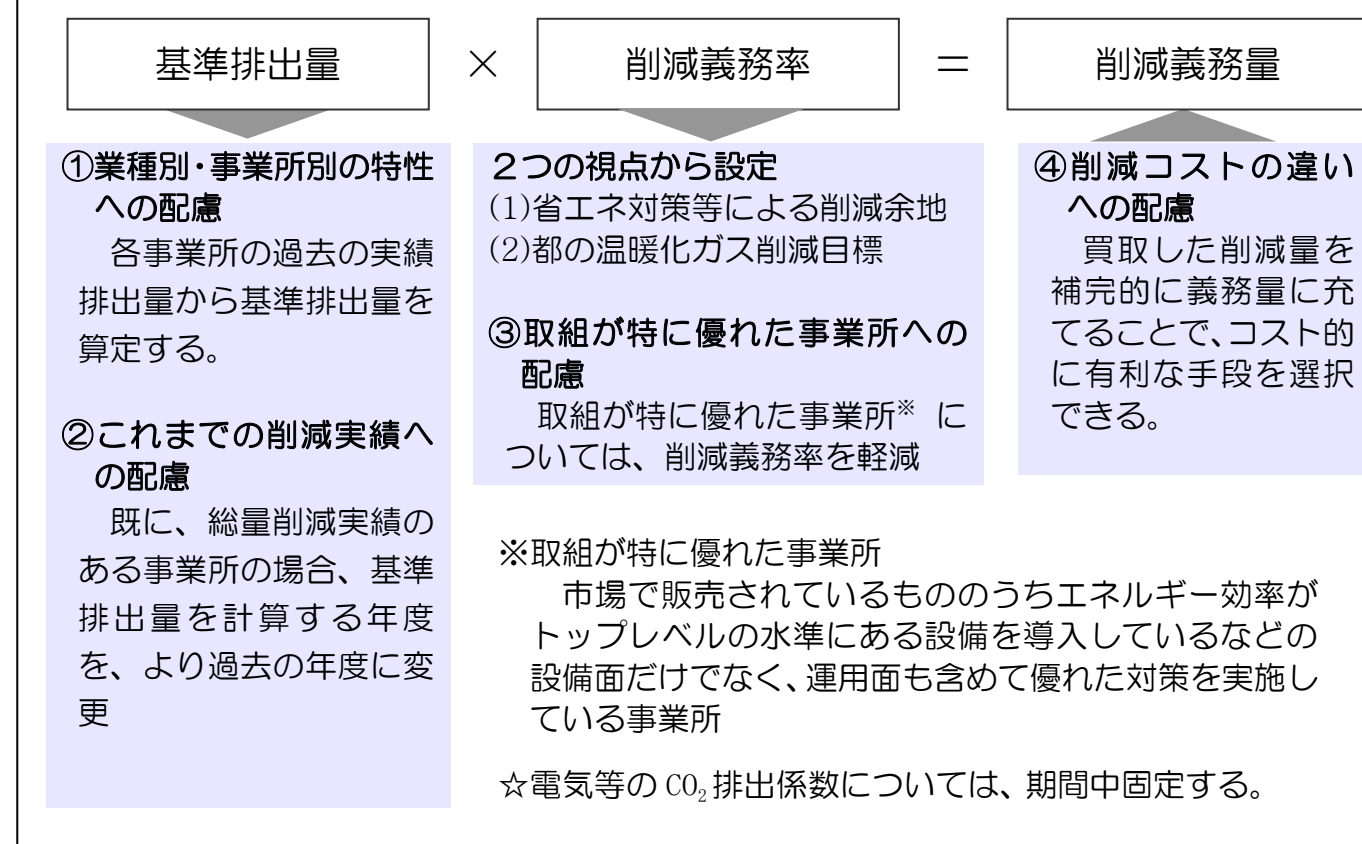 基準排出量 × 削減義務率 ＝ 削減義務量
①業種別・事業所別の特性
への配慮
各事業所の過去の実績
排出量から基準排出量を
算定する。
②これまでの削減実績へ
の配慮
既に、総量削減実績の
ある事業所の場合、基準
排出量を計算する年度
を、より過去の年度に変
更
２つの視点から設定
(1)省エネ対策等による削減余地
(2)都の温暖化ガス削減目標
③取組が特に優れた事業所への
配慮
取組が特に優れた事業所※ に
ついては、削減義務率を軽減
④削減コストの違い
への配慮
買取した削減量を
補完的に義務量に充
てることで、コスト的
に有利な手段を選択
できる。
※取組が特に優れた事業所
市場で販売されているもののうちエネルギー効率が
トップレベルの水準にある設備を導入しているなどの
設備面だけでなく、運用面も含めて優れた対策を実施し
ている事業所
☆電気等の CO₂排出係数については、期間中固定する。